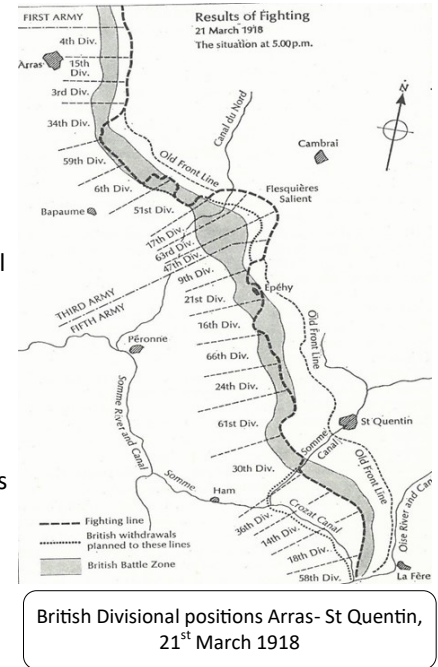 FIRST ARMY
Results of Fighting
21 March 1918
The situation at 5.00p.m.
4th Div.
Arras
15th
Div.
3rd Div.
34th Div.
Canal du Nord
N
Cambrai
59th Div.
Old Front Line
6th Div.
Flesquières
Salient
Bapaume
51st Div.
17th Div.
63rd Div.
47th Div.
l
9th Div.
THIRD ARMY
FIFTH ARMY
21st Div.
Epéhy
16th Div.
Old Front Line
Péronne
66th Div.
24th Div.
Somme River and Canal
61st Div.
St Quentin
Somme
Canal
s
30th Div.
Old Front Line
Somme
Ham
Crozat Canal
36th Div.
14th Div.
18th Div.
58th Div.
Oise River and Can
La Fère
Fighting line
British withdrawals
planned to these lines
British Battle Zone
British Divisional positions Arras- St Quentin,
21st March 1918